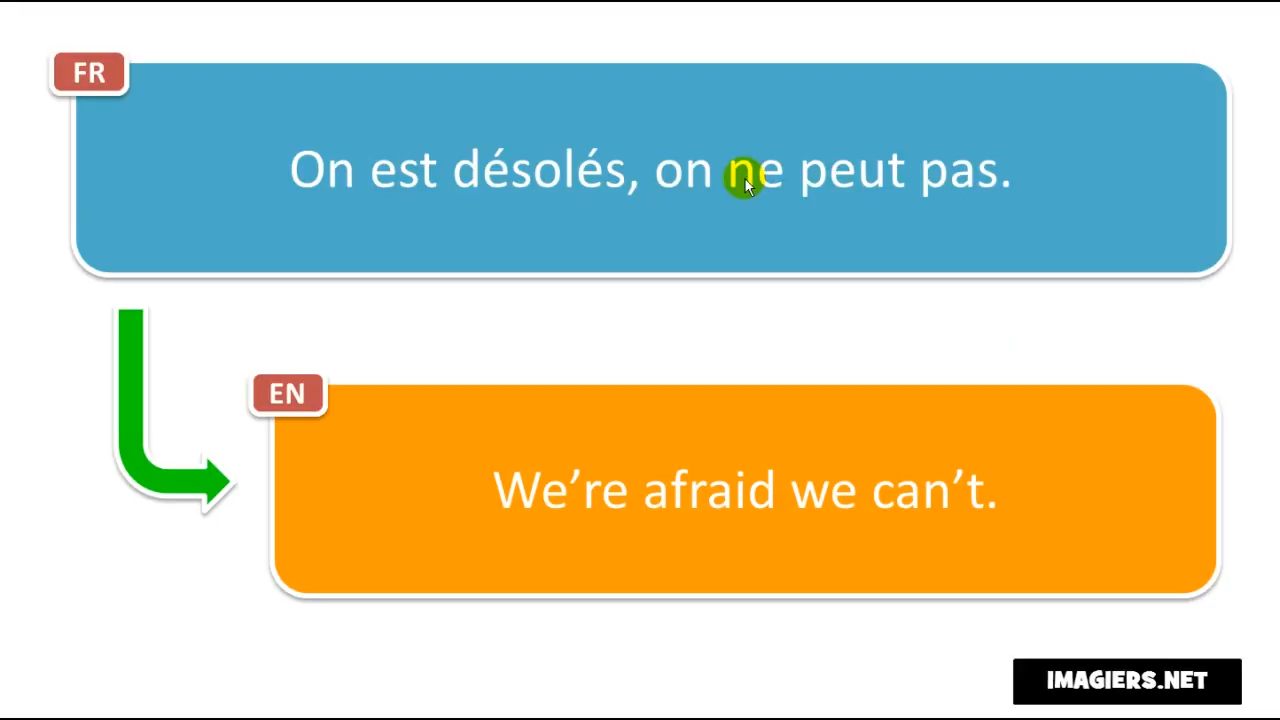 FR
On est désolés, on ne peut pas.
EN
We’re afraid we can’t.
IMAGIERS.NET